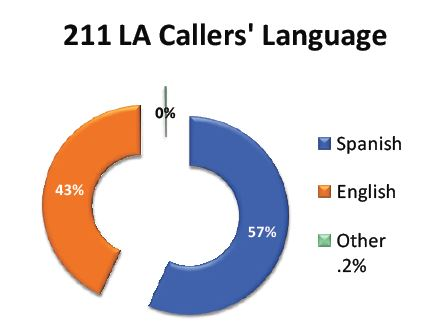 211 LA Callers' Language
0%
43%
57%
Spanish
English
Other
.2%